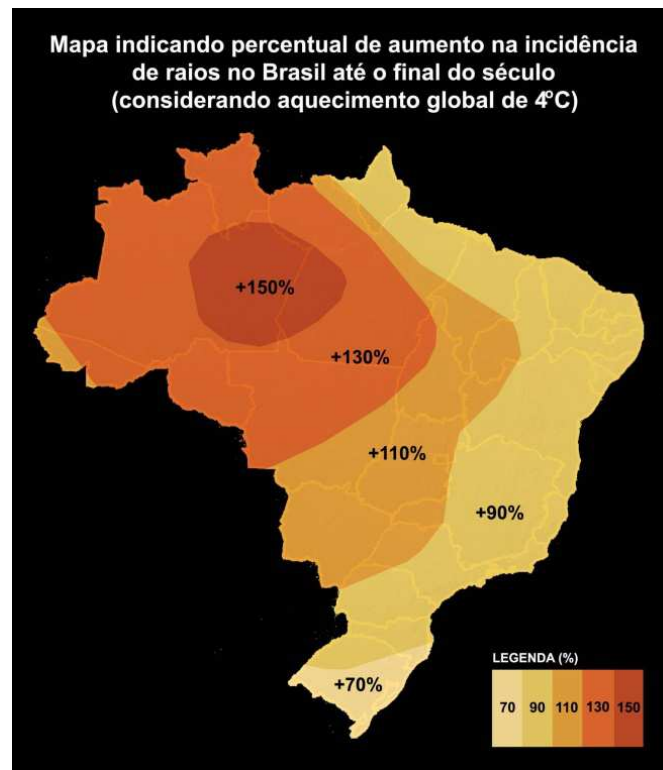 Mapa indicando percentual de aumento na incidência
de raios no Brasil até o final do século
(considerando aquecimento global de 4°C)
+150%
+130%
+110%
+90%
+70%
LEGENDA (%)
70 90 110 130 150